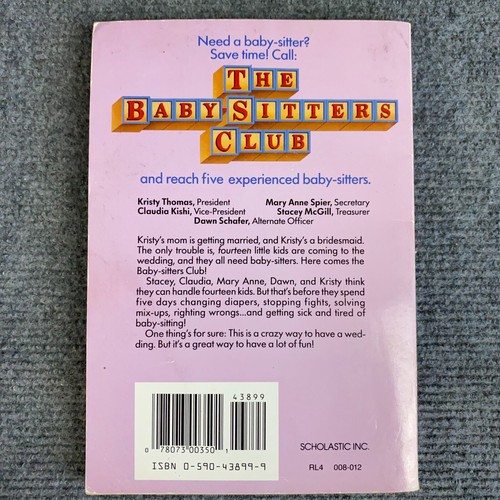 Need a baby-sitter?
Save time! Call:
THE
BABY-SITTERS
CLUB
and reach five experienced baby-sitters.
Kristy Thomas, President Mary Anne Spier, Secretary
Claudia Kishi, Vice-President Stacey McGill, Treasurer
Dawn Schafer, Alternate Officer
Kristy's mom is getting married, and Kristy's a bridesmaid.
The only trouble is, fourteen little kids are coming to the
wedding, and they all need baby-sitters. Here comes the
Baby-sitters Club!
Stacey, Claudia, Mary Anne, Dawn, and Kristy think
they can handle fourteen kids. But that's before they spend
five days changing diapers, stopping fights, solving
mix-ups, righting wrongs...and getting sick and tired of
baby-sitting!
One thing's for sure: This is a crazy way to have a wed-
ding. But it's a great way to have a lot of fun!
43899
0 78073 00350 1
ISBN 0-590-43899-9
SCHOLASTIC INC.
RL4 008-012